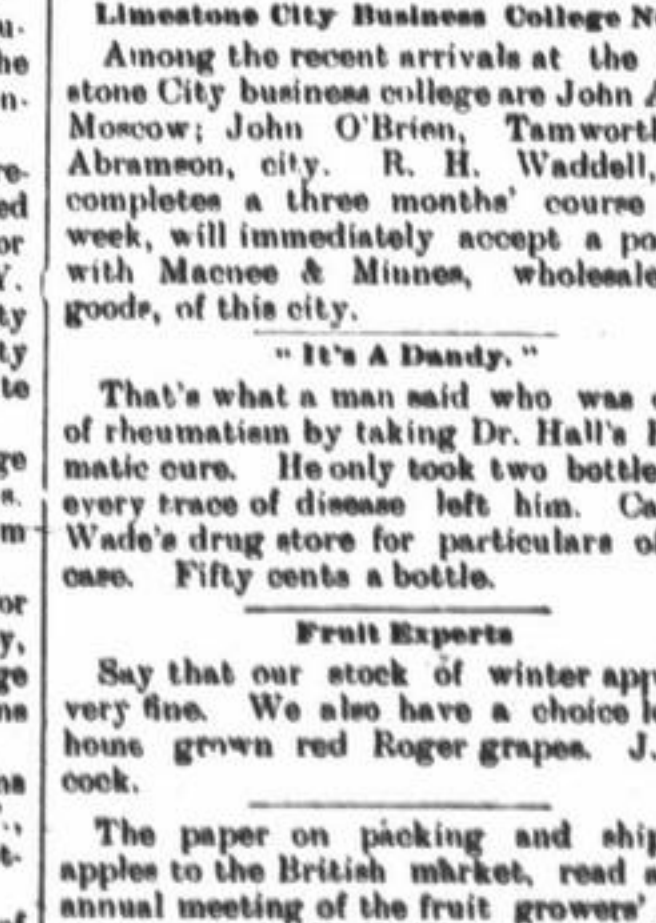 Limestone City Business College
Among the recent arrivals at the
stone City business college are John
Moscow; John O'Brien, Tamworth
Abramson, city. R. H. Waddell,
completes a three months' course
week, will immediately accept a po
with Macnee & Minnes, wholesale
goods, of this city.
"It's A Dandy."
That's what a man said who was
of rheumatism by taking Dr. Hall's
matic cure. He only took two bottle
every trace of disease left him. Ca
Wade's drug store for particulars of
case. Fifty cents a bottle.
Fruit Experts
Say that our stock of winter app
very fine. We also have a choice
home grown red Roger grapes. J.
cock.
The paper on packing and ship
apples to the British market, read
annual meeting of the fruit growers'